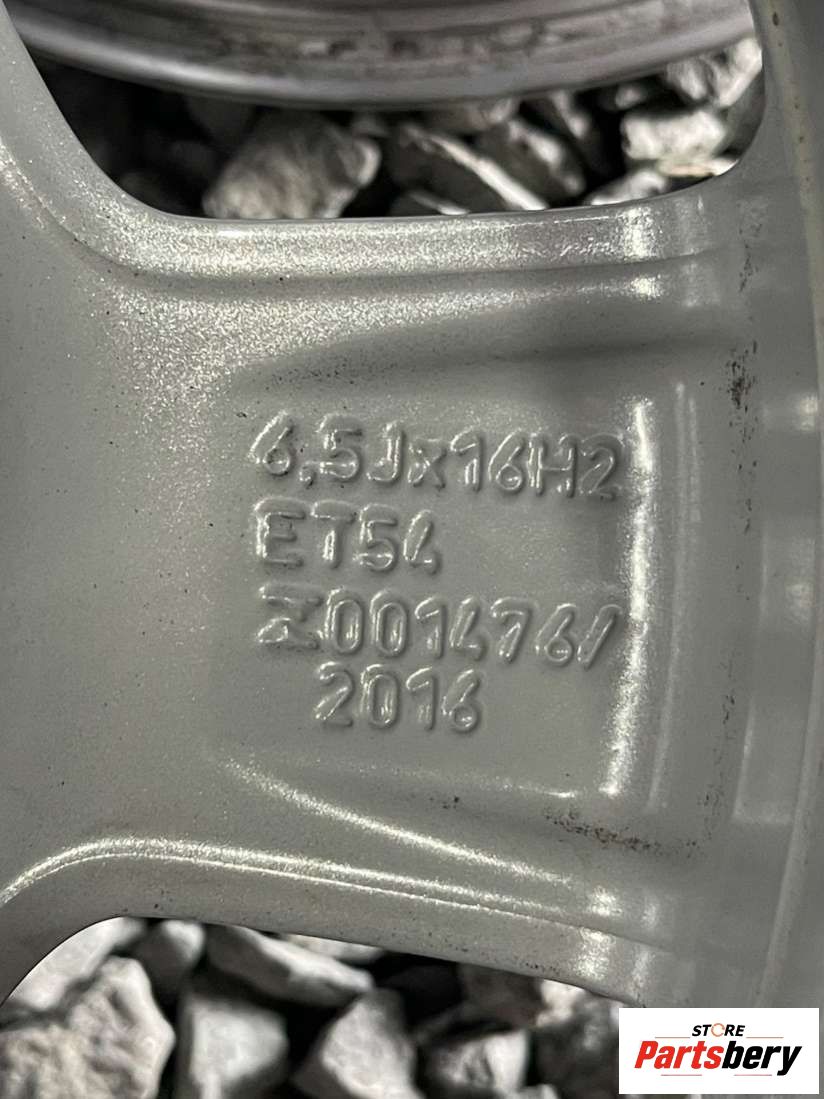 6,5Jx16H2
ET54
Z001476/
2016
STORE
Partsbery